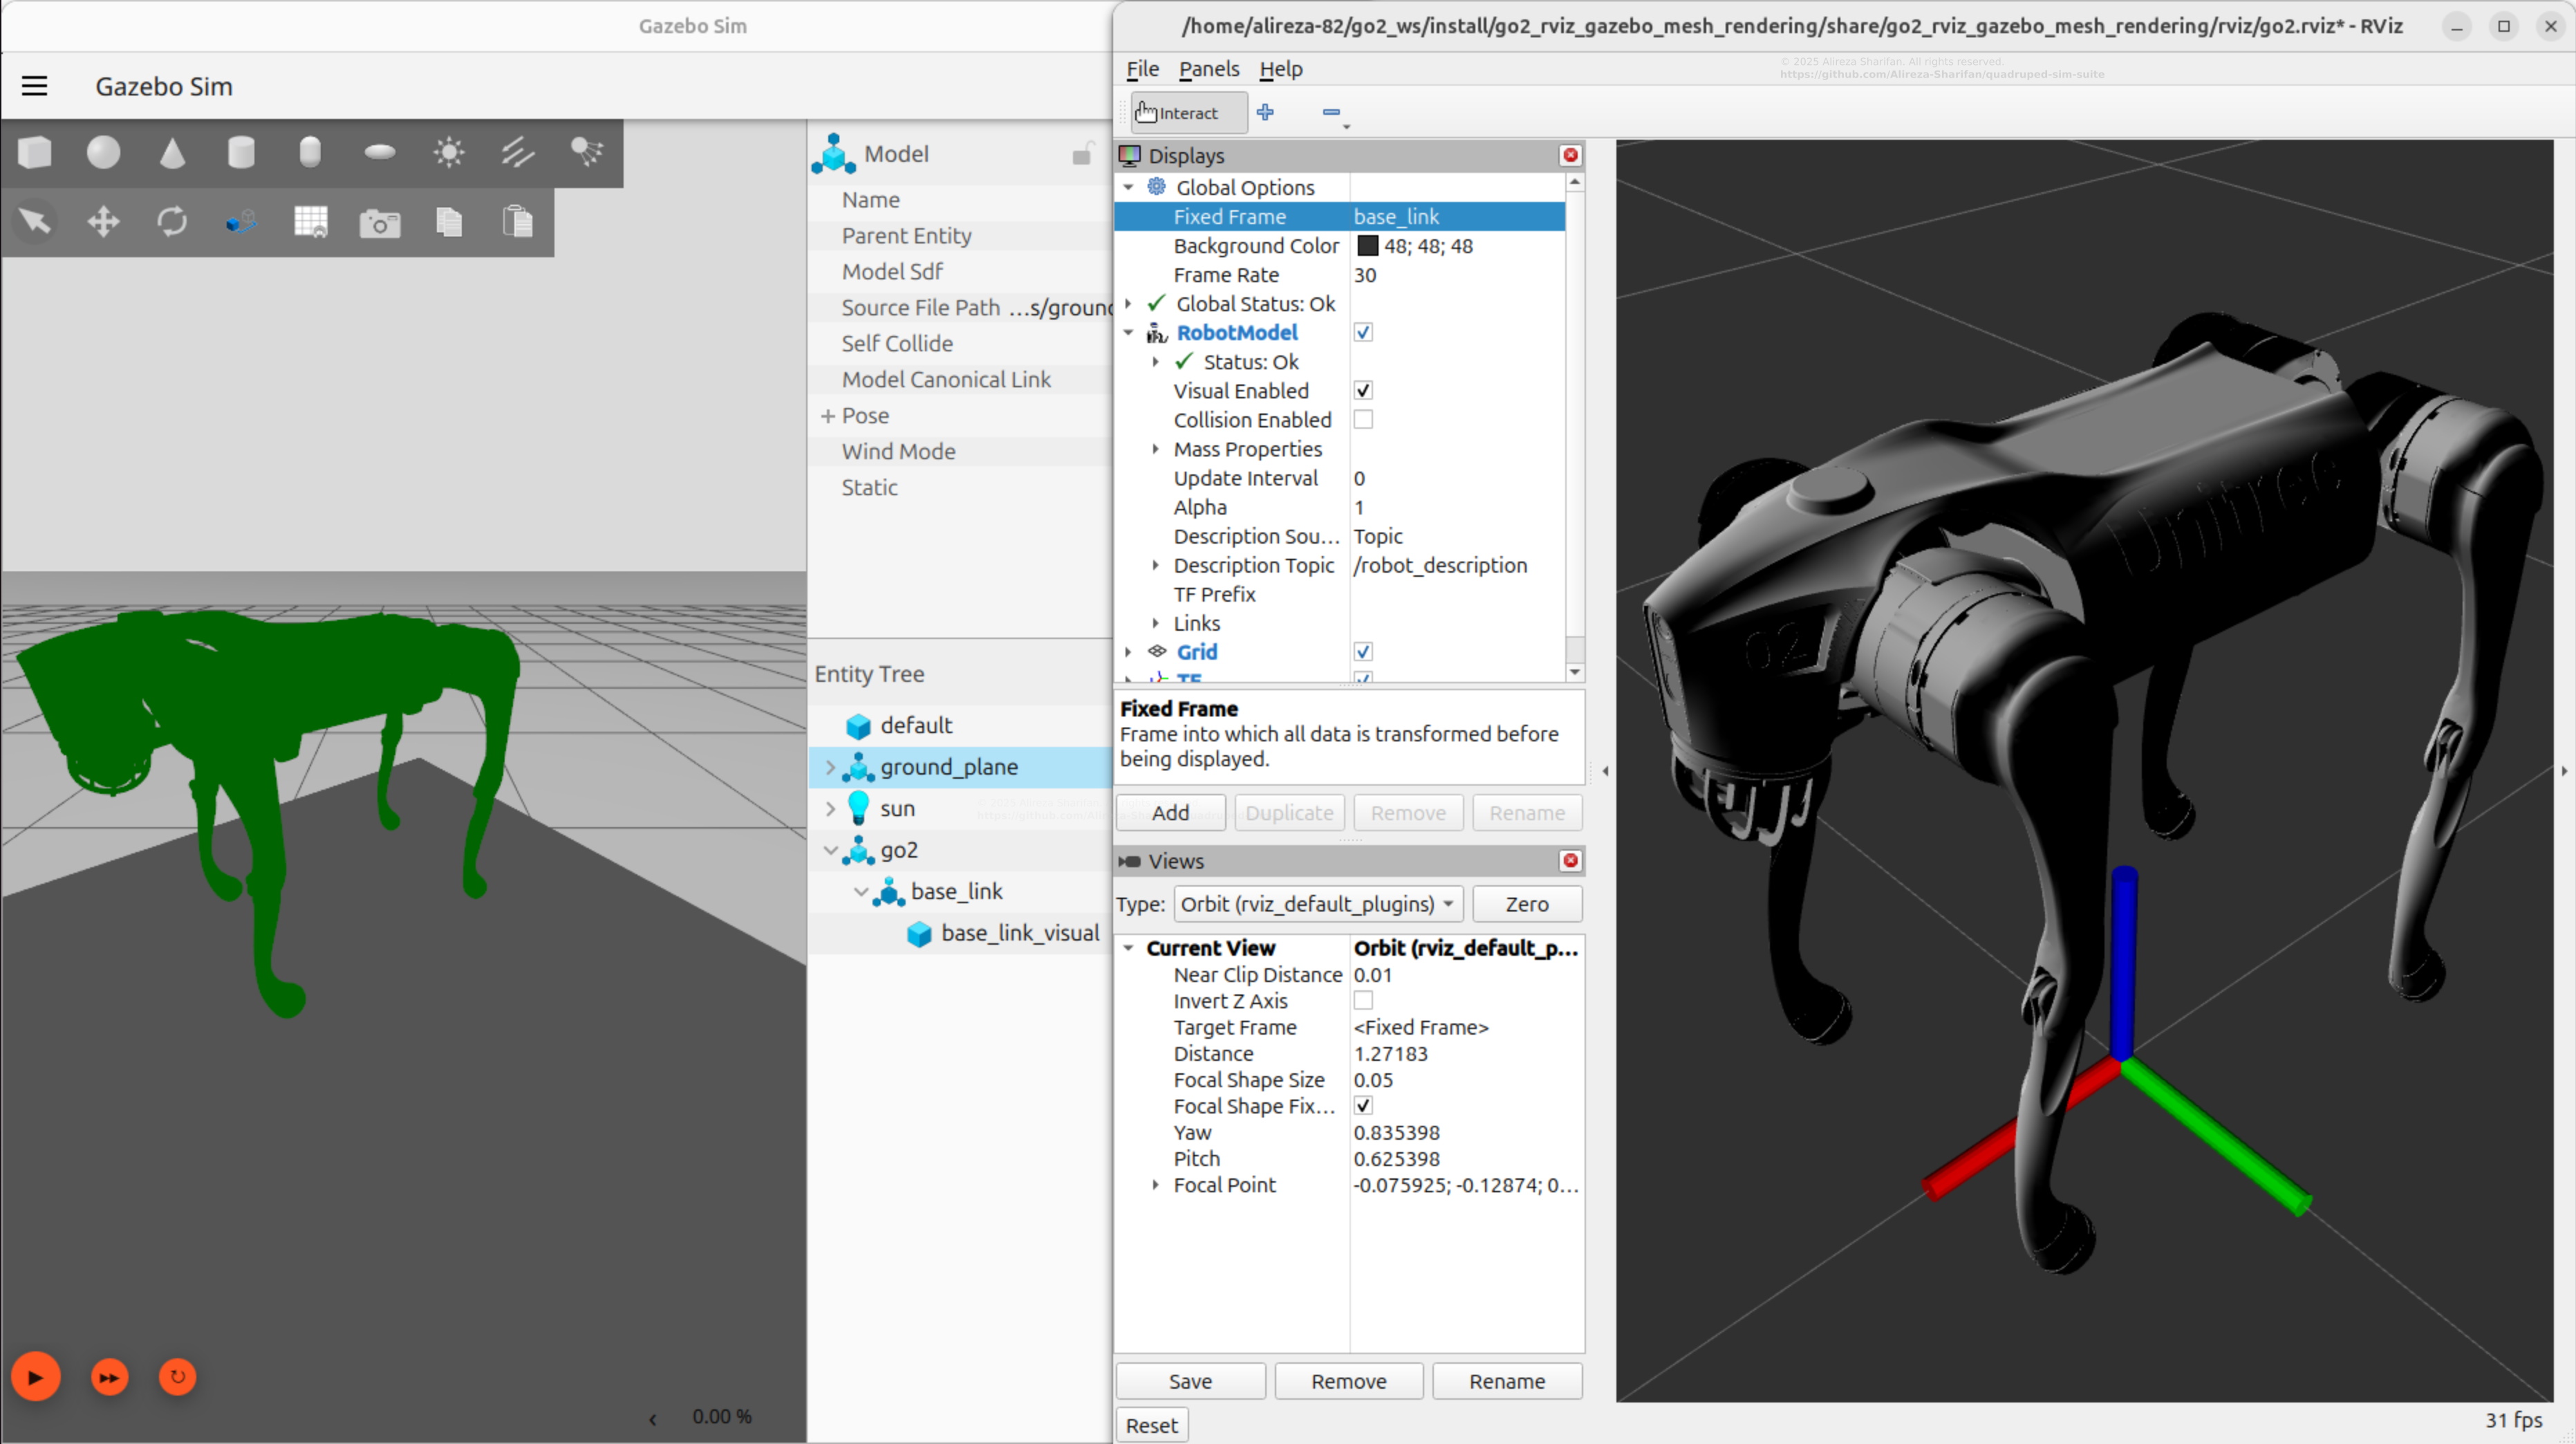 Gazebo Sim
Gazebo Sim
Model
Name
Parent Entity
Model Sdf
Source File Path …s/ground
Self Collide
Model Canonical Link
+ Pose
Wind Mode
Static
Entity Tree
default
ground_plane
sun
go2
base_link
base_link_visual
0.00 %
/home/alireza-82/go2_ws/install/go2_rviz_gazebo_mesh_rendering/share/go2_rviz_gazebo_mesh_rendering/rviz/go2.rviz* - RViz
File Panels Help
© 2025 Alireza Sharifan. All rights reserved.
https://github.com/Alireza-Sharifan/quadruped-sim-suite
Interact
Displays
Global Options
Fixed Frame base_link
Background Color 48; 48; 48
Frame Rate 30
Global Status: Ok
RobotModel
Status: Ok
Visual Enabled
Collision Enabled
Mass Properties
Update Interval 0
Alpha 1
Description Sou… Topic
Description Topic /robot_description
TF Prefix
Links
Grid
TF
Fixed Frame
Frame into which all data is transformed before
being displayed.
Add Duplicate Remove Rename
Views
Type: Orbit (rviz_default_plugins) Zero
Current View Orbit (rviz_default_p…
Near Clip Distance 0.01
Invert Z Axis
Target Frame <Fixed Frame>
Distance 1.27183
Focal Shape Size 0.05
Focal Shape Fix…
Yaw 0.835398
Pitch 0.625398
Focal Point -0.075925; -0.12874; 0…
Save Remove Rename
Reset
Unitree
GO2
31 fps